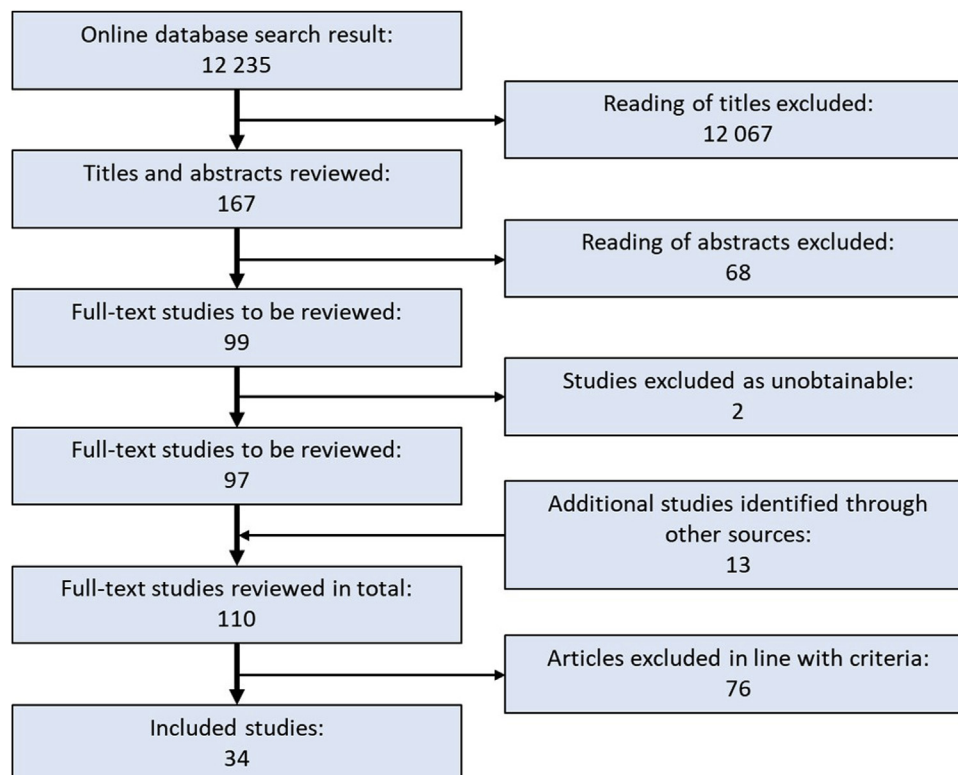 Online database search result:
12 235
Reading of titles excluded:
12 067
Titles and abstracts reviewed:
167
Reading of abstracts excluded:
68
Full-text studies to be reviewed:
99
Studies excluded as unobtainable:
2
Full-text studies to be reviewed:
97
Additional studies identified through
other sources:
13
Full-text studies reviewed in total:
110
Articles excluded in line with criteria:
76
Included studies:
34